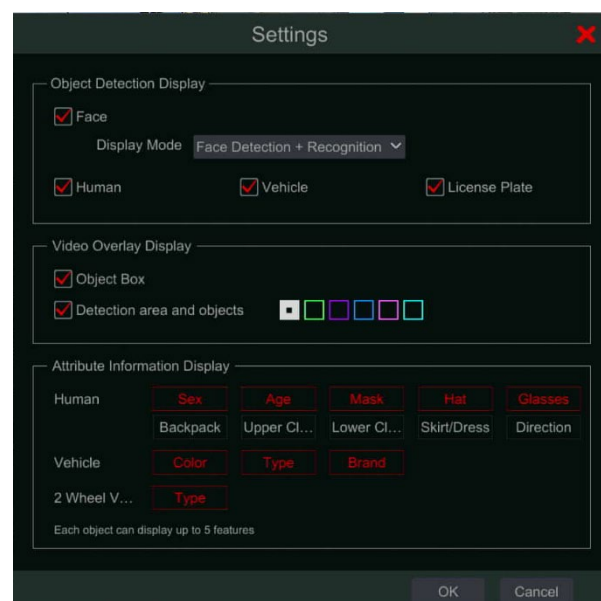 Settings
Object Detection Display
Face
Display Mode Face Detection + Recognition
Human Vehicle License Plate
Video Overlay Display
Object Box
Detection area and objects
Attribute Information Display
Human Sex Age Mask Hat Glasses
Backpack Upper Cl... Lower Cl... Skirt/Dress Direction
Vehicle Color Type Brand
2 Wheel V... Type
Each object can display up to 5 features
OK Cancel